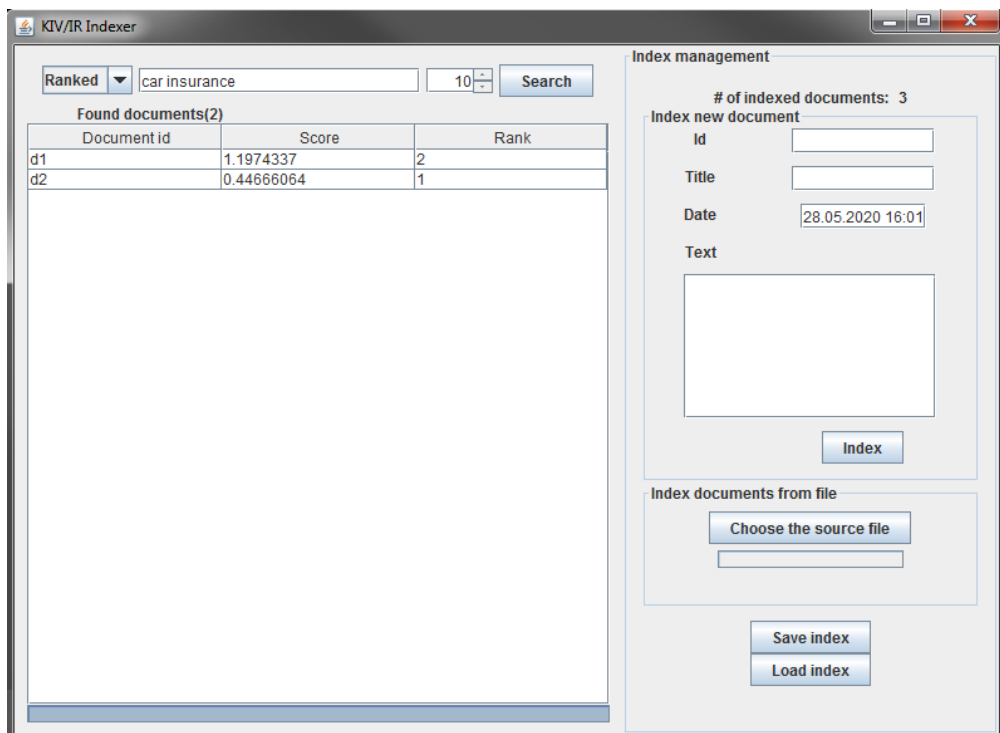 KIV/IR Indexer
Ranked car insurance 10 Search
Found documents(2)
Document id Score Rank
d1 1.1974337 2
d2 0.44666064 1
Index management
# of indexed documents: 3
Index new document
Id
Title
Date 28.05.2020 16:01
Text
Index
Index documents from file
Choose the source file
Save index
Load index